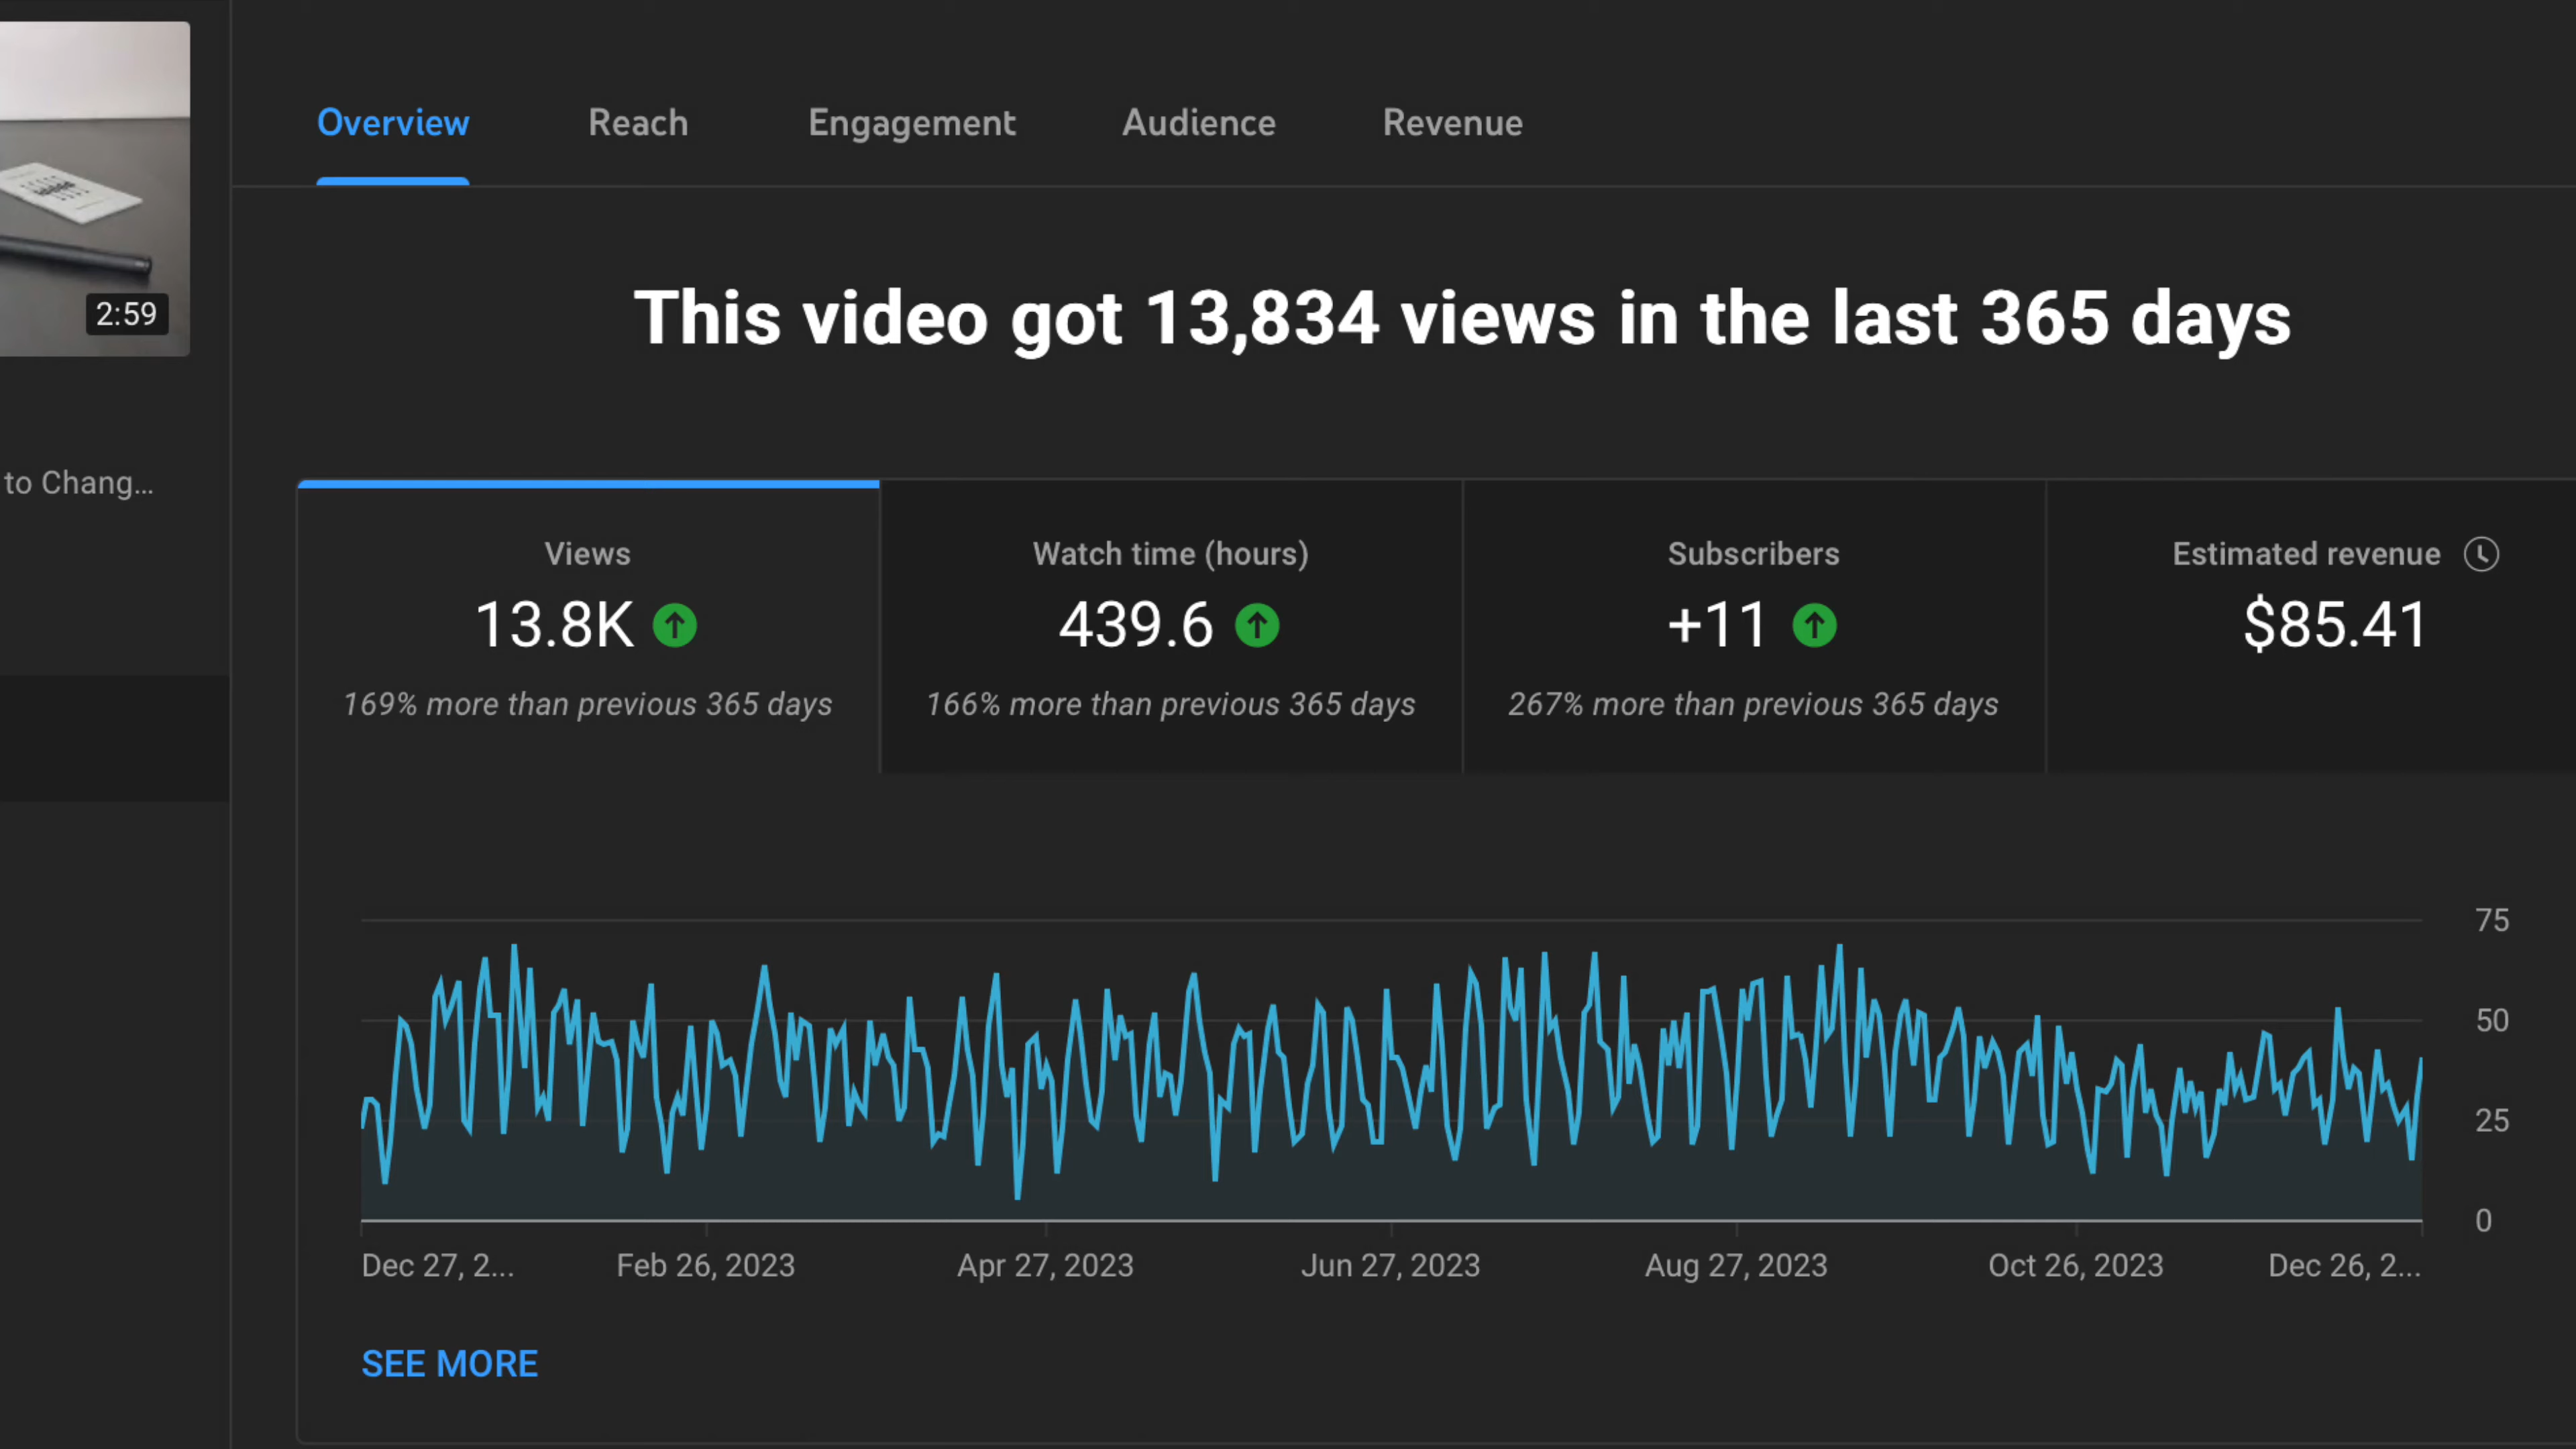 Overview Reach Engagement Audience Revenue
2:59
This video got 13,834 views in the last 365 days
to Chang...
Views
13.8K
169% more than previous 365 days
Watch time (hours)
439.6
166% more than previous 365 days
Subscribers
+11
267% more than previous 365 days
Estimated revenue
$85.41
75
50
25
0
Dec 27, 2... Feb 26, 2023 Apr 27, 2023 Jun 27, 2023 Aug 27, 2023 Oct 26, 2023 Dec 26, 2...
SEE MORE